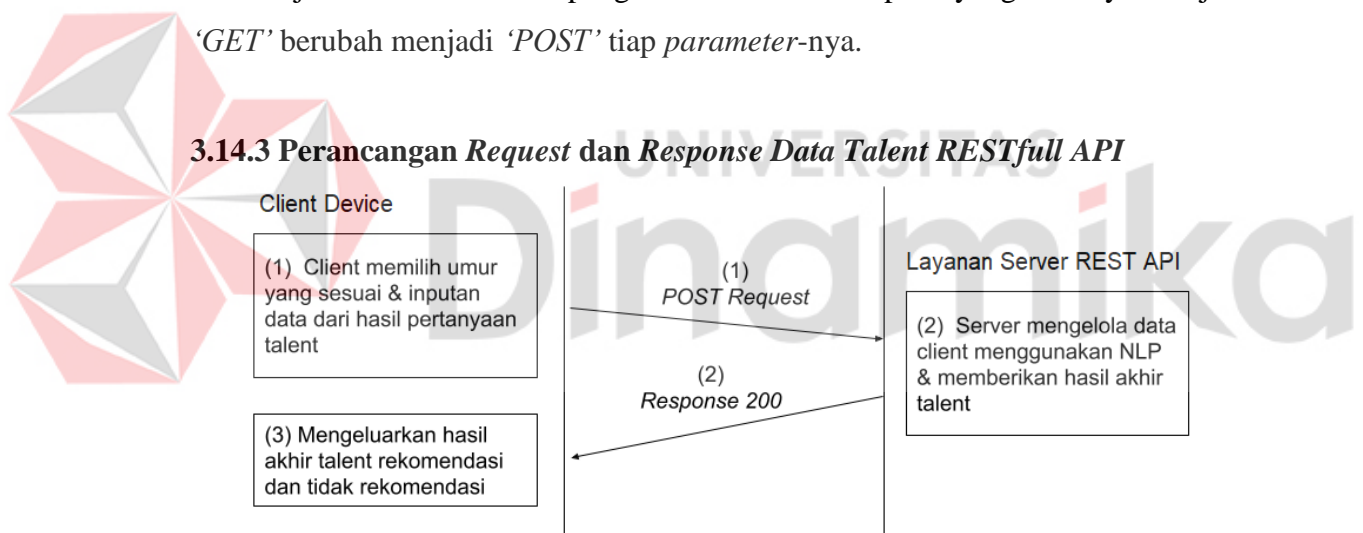 ‘GET’ berubah menjadi ‘POST’ tiap parameter-nya.
3.14.3 Perancangan Request dan Response Data Talent RESTfull API
UNIVERSITAS
Dinamika
Client Device
(1) Client memilih umur
yang sesuai & inputan
data dari hasil pertanyaan
talent
(1)
POST Request
Layanan Server REST API
(2) Server mengelola data
client menggunakan NLP
& memberikan hasil akhir
talent
(2)
Response 200
(3) Mengeluarkan hasil
akhir talent rekomendasi
dan tidak rekomendasi